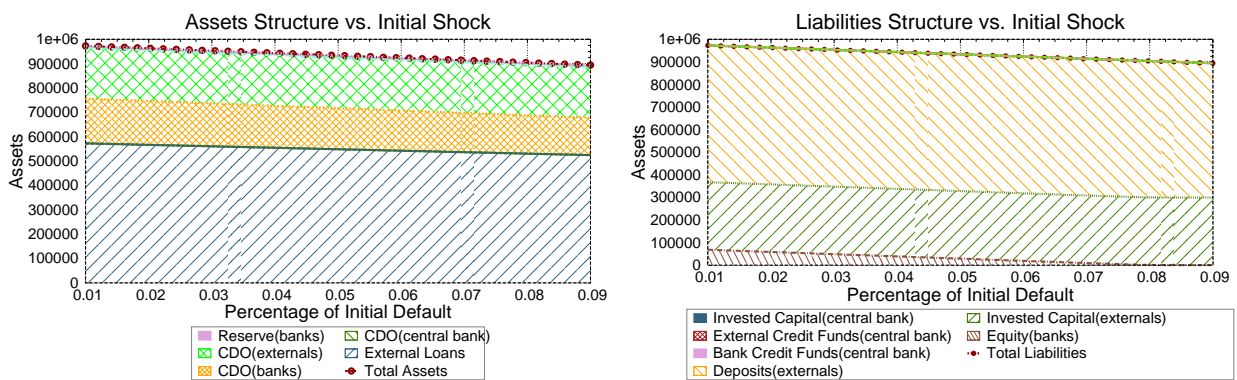 Assets Structure vs. Initial Shock
1e+06
900000
800000
700000
600000
500000
400000
300000
200000
100000
0
Assets
0.01 0.02 0.03 0.04 0.05 0.06 0.07 0.08 0.09
Percentage of Initial Default
Reserve(banks) CDO(central bank)
CDO(externals) External Loans
CDO(banks) Total Assets
Liabilities Structure vs. Initial Shock
1e+06
900000
800000
700000
600000
500000
400000
300000
200000
100000
0
Assets
0.01 0.02 0.03 0.04 0.05 0.06 0.07 0.08 0.09
Percentage of Initial Default
Invested Capital(central bank) Invested Capital(externals)
External Credit Funds(central bank) Equity(banks)
Bank Credit Funds(central bank) Total Liabilities
Deposits(externals)